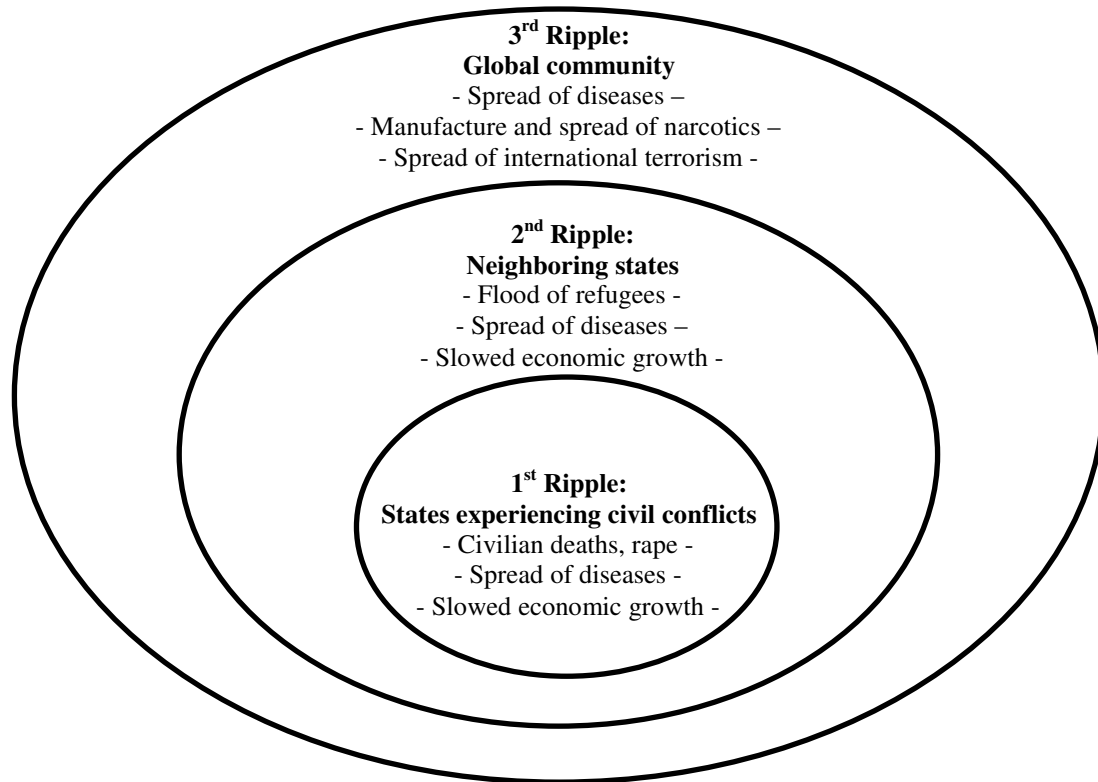 3rd Ripple:
Global community
- Spread of diseases –
- Manufacture and spread of narcotics –
- Spread of international terrorism -
2nd Ripple:
Neighboring states
- Flood of refugees -
- Spread of diseases –
- Slowed economic growth -
1st Ripple:
States experiencing civil conflicts
- Civilian deaths, rape -
- Spread of diseases -
- Slowed economic growth -